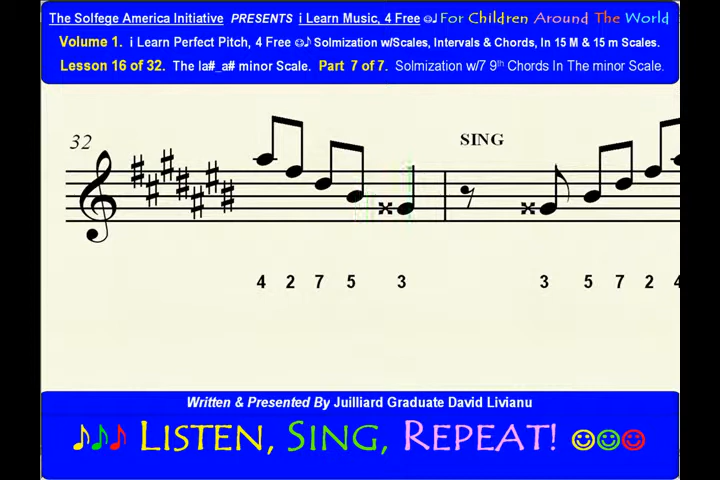 The Solfege America Initiative PRESENTS i Learn Music, 4 Free ☺♩ For Children Around The World
Volume 1. i Learn Perfect Pitch, 4 Free ☺♪ Solmization w/Scales, Intervals & Chords, In 15 M & 15 m Scales.
Lesson 16 of 32. The la#_a# minor Scale. Part 7 of 7. Solmization w/7 9th Chords In The minor Scale.
32 SING
4 2 7 5 3 3 5 7 2 4
Written & Presented By Juilliard Graduate David Livianu
♪♪♪ LISTEN, SING, REPEAT! ☺☺☺